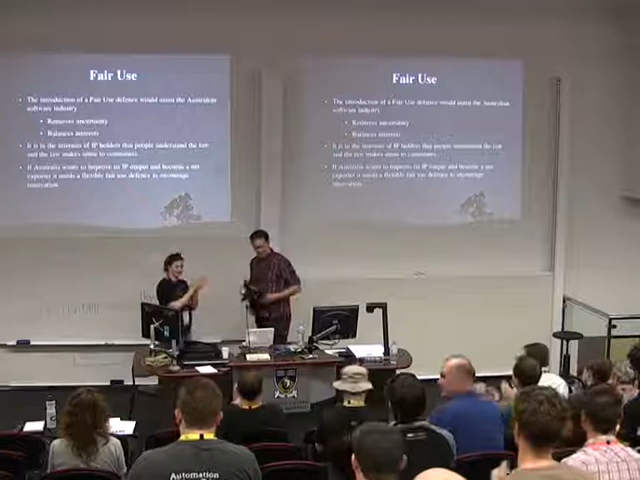 Fair Use
• The introduction of a Fair Use defence would assist the Australian
software industry
• Removes uncertainty
• Balances interests
• It is in the interests of IP holders that people understand the law
and the law makes sense to consumers.
• If Australia wants to improve its IP output and become a net
exporter it needs a flexible fair use defence to encourage
innovation.
Fair Use
• The introduction of a Fair Use defence would assist the Australian
software industry
• Removes uncertainty
• Balances interests
• It is in the interests of IP holders that people understand the law
and the law makes sense to consumers.
• If Australia wants to improve its IP output and become a net
exporter it needs a flexible fair use defence to encourage
innovation.
Automation